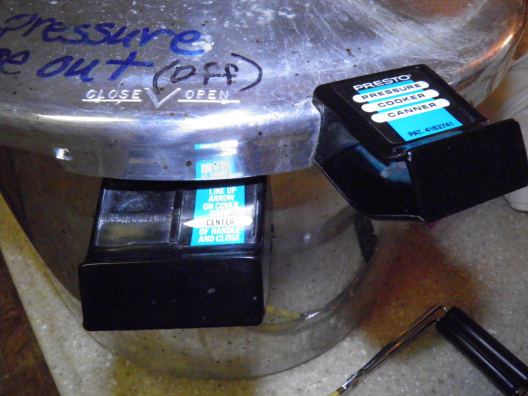 pressure
out (off)
CLOSE OPEN
PRESTO
PRESSURE
COOKER
CANNER
PAT. 4162741
LINE UP
ARROW
ON COVER
CENTER
OF HANDLE
AND CLOSE